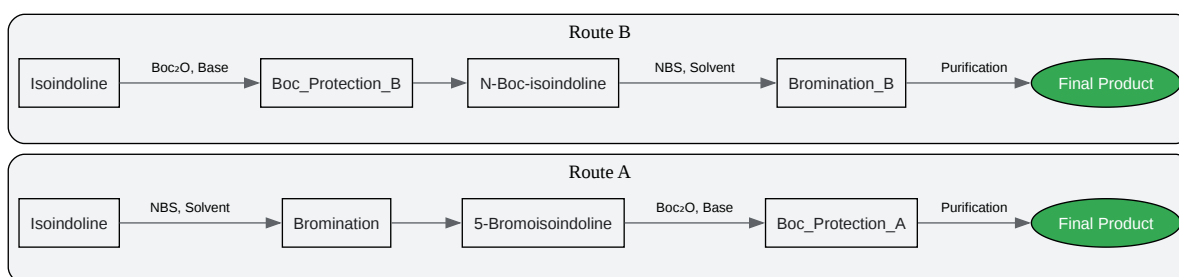 Route B
Isoindoline
Boc₂O, Base
Boc_Protection_B
N-Boc-isoindoline
NBS, Solvent
Bromination_B
Purification
Final Product
Route A
Isoindoline
NBS, Solvent
Bromination
5-Bromoisoindoline
Boc₂O, Base
Boc_Protection_A
Purification
Final Product